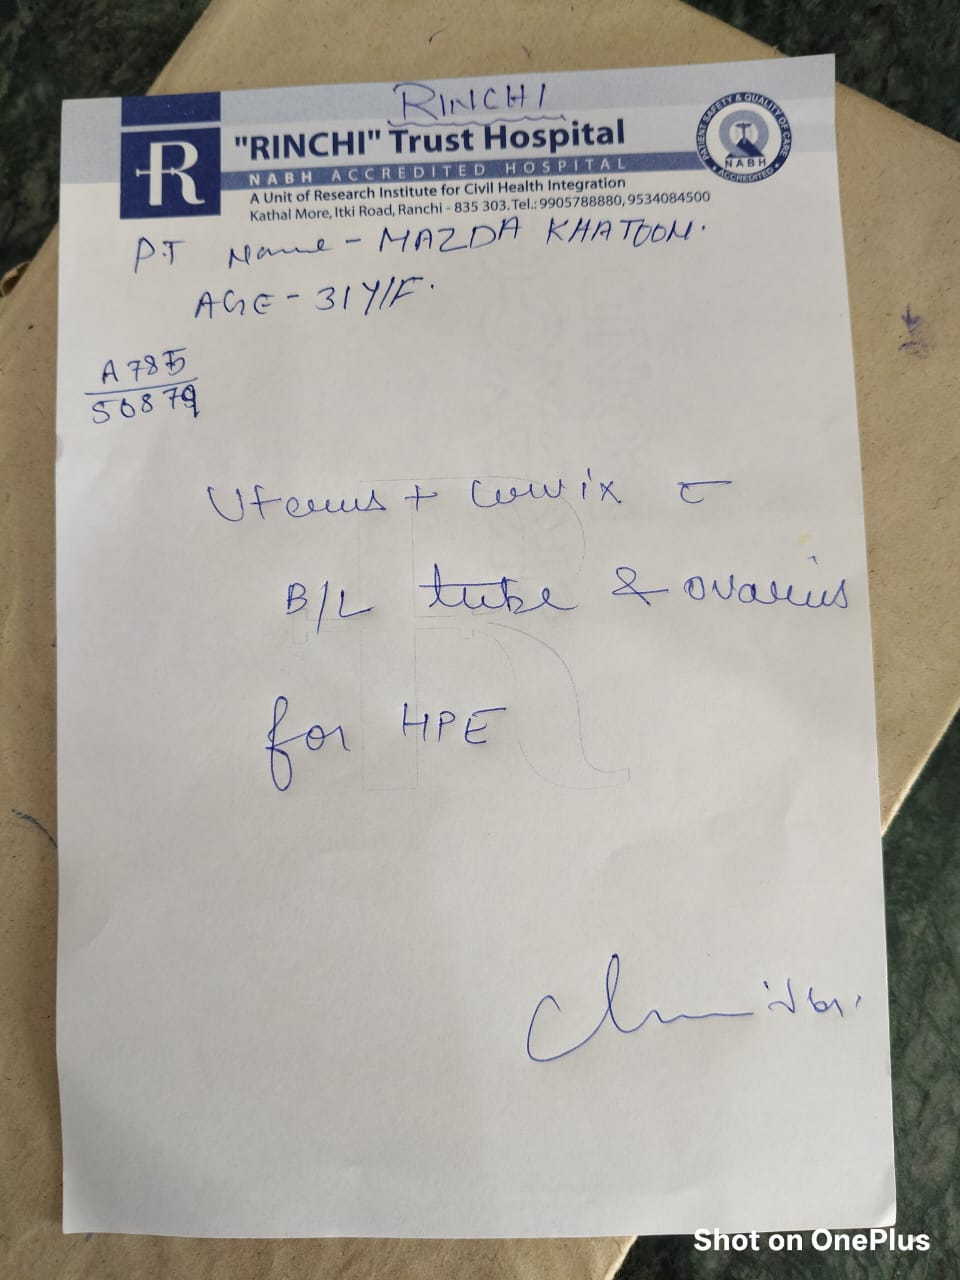 RINCHI
"RINCHI" Trust Hospital
NABH ACCREDITED HOSPITAL
A Unit of Research Institute for Civil Health Integration
Kathal More, Itki Road, Ranchi - 835 303. Tel.: 9905788880, 9534084500
PATIENT SAFETY & QUALITY OF CARE
NABH
ACCREDITED
R
P.T Name - MAZDA KHATOON.
AGE - 31Y/F.
A785
56879
Uterus + cervix c̄
B/L tube & ovaries
for HPE
Shot on OnePlus